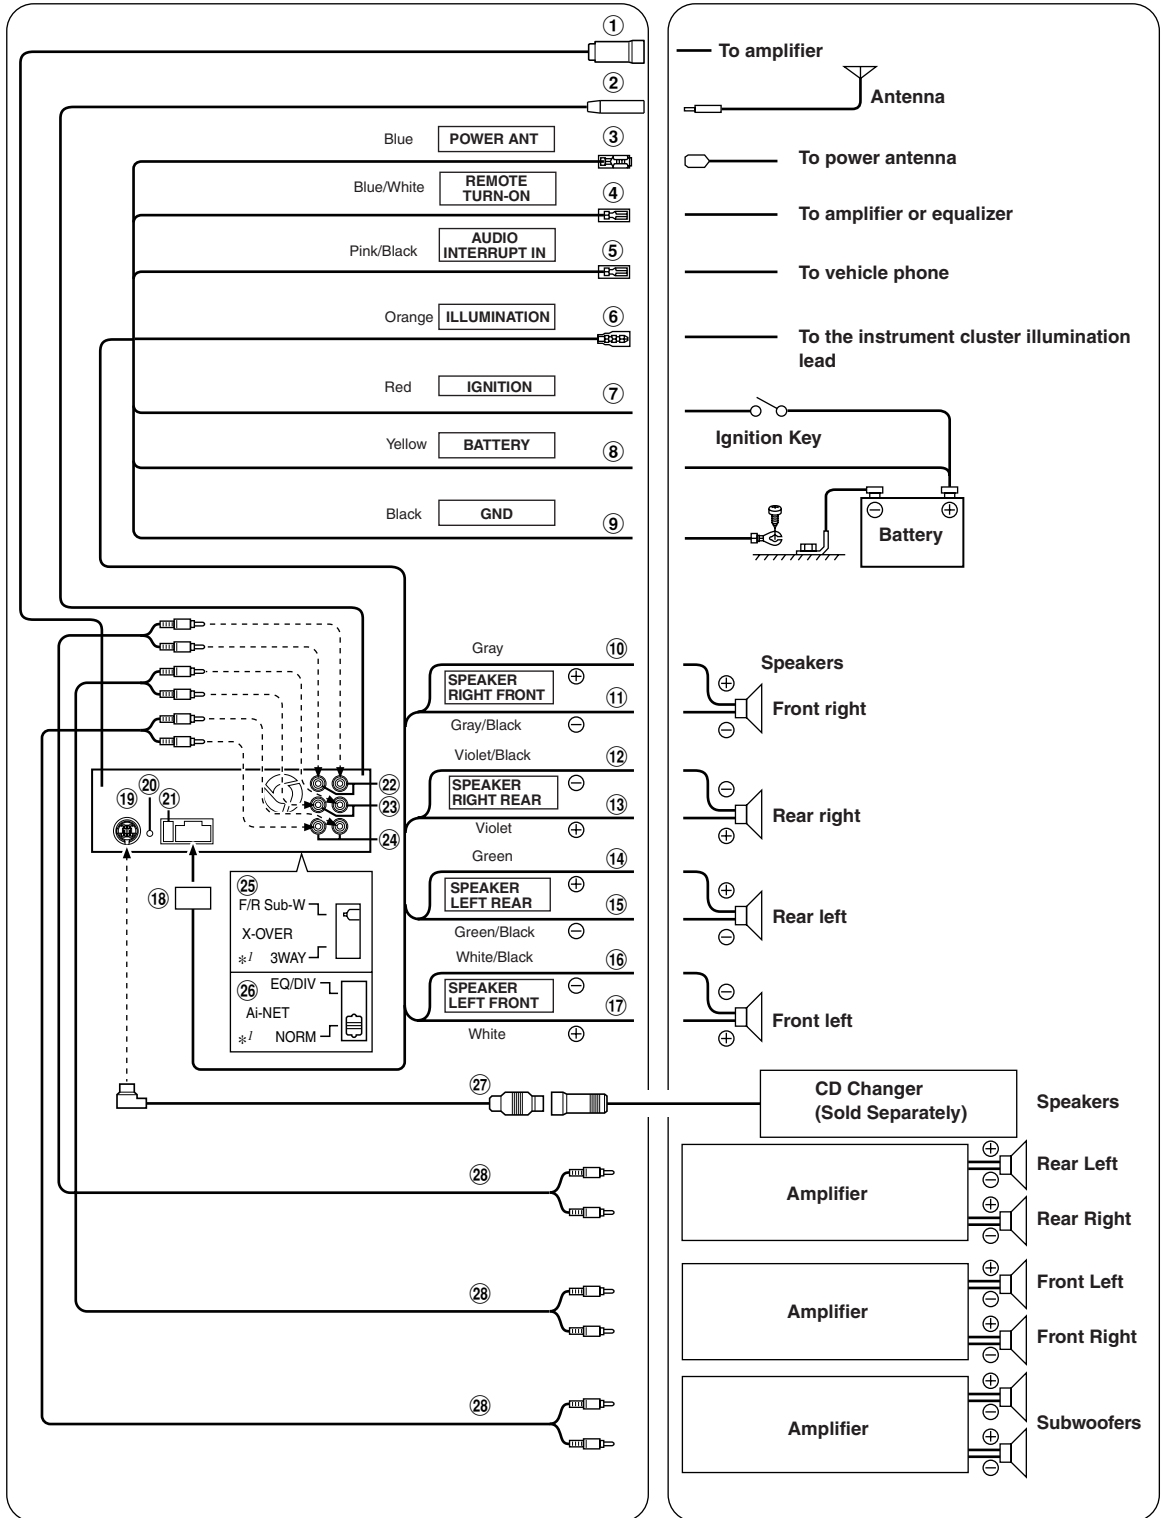 ①
To amplifier
②
Antenna
Blue POWER ANT ③
To power antenna
Blue/White REMOTE TURN-ON ④
To amplifier or equalizer
Pink/Black AUDIO INTERRUPT IN ⑤
To vehicle phone
Orange ILLUMINATION ⑥
To the instrument cluster illumination
lead
Red IGNITION ⑦
Ignition Key
Yellow BATTERY ⑧
Black GND ⑨
⊖ ⊕
Battery
Gray ⑩
SPEAKER
RIGHT FRONT ⊕ ⑪
Gray/Black ⊖
Speakers
⊕
Front right
⊖
Violet/Black ⑫
SPEAKER
RIGHT REAR ⊖ ⑬
Violet ⊕
⊖
Rear right
⊕
Green ⑭
SPEAKER
LEFT REAR ⊕ ⑮
Green/Black ⊖
⊕
Rear left
⊖
White/Black ⑯
SPEAKER
LEFT FRONT ⊖ ⑰
White ⊕
⊖
Front left
⊕
⑲ ⑳ ㉑
㉒
㉓
㉔
⑱
㉕
F/R Sub-W
X-OVER
*1 3WAY
㉖ EQ/DIV
Ai-NET
*1 NORM
㉗
CD Changer
(Sold Separately)
Speakers
㉘
Amplifier
⊕
Rear Left
⊖
⊕
Rear Right
⊖
㉘
Amplifier
⊕
Front Left
⊖
⊕
Front Right
⊖
㉘
Amplifier
⊕
⊖
Subwoofers
⊕
⊖